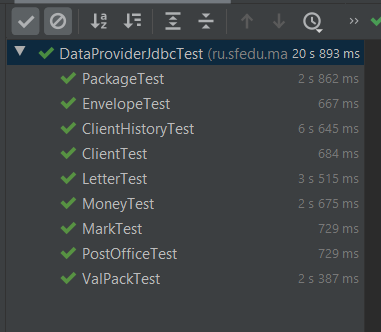 DataProviderJdbcTest (ru.sfedu.ma 20 s 893 ms
PackageTest 2 s 862 ms
EnvelopeTest 667 ms
ClientHistoryTest 6 s 645 ms
ClientTest 684 ms
LetterTest 3 s 515 ms
MoneyTest 2 s 675 ms
MarkTest 729 ms
PostOfficeTest 729 ms
ValPackTest 2 s 387 ms